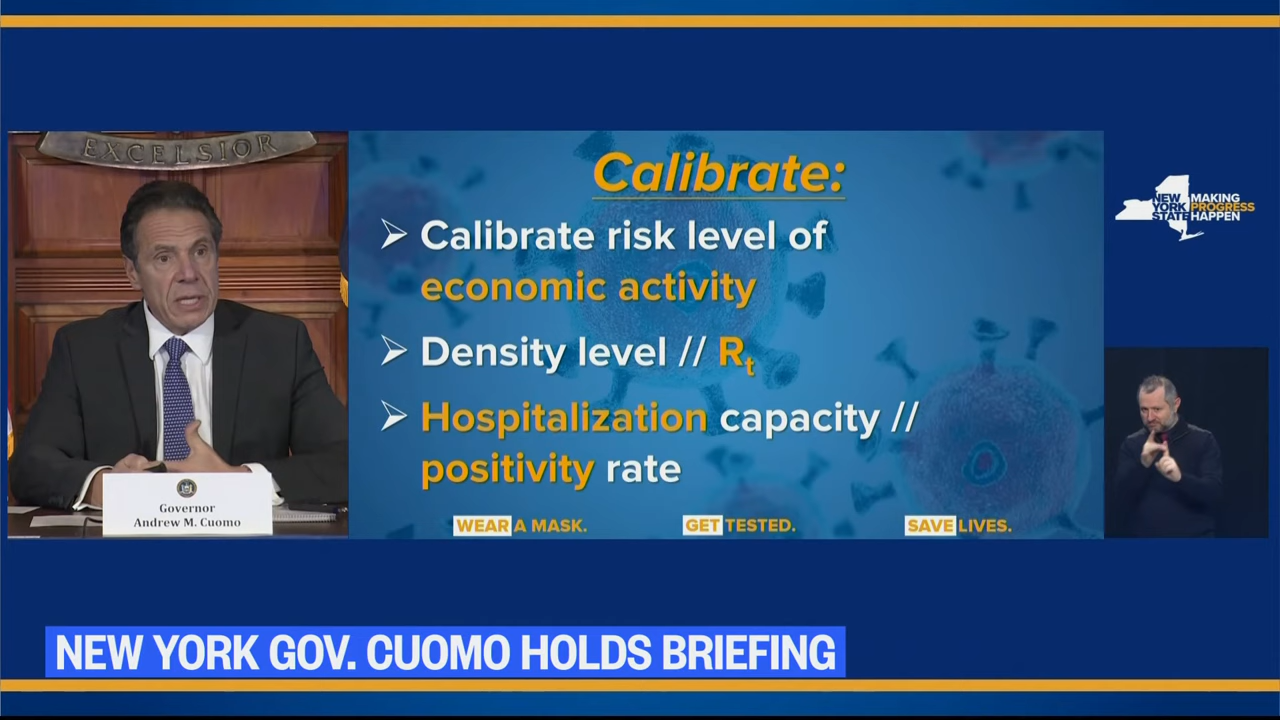 EXCELSIOR
Calibrate:
Calibrate risk level of
economic activity
Density level // Rt
Hospitalization capacity //
positivity rate
WEAR A MASK.
GET TESTED.
SAVE LIVES.
Governor
Andrew M. Cuomo
NEW
YORK
STATE
MAKING
PROGRESS
HAPPEN
NEW YORK GOV. CUOMO HOLDS BRIEFING